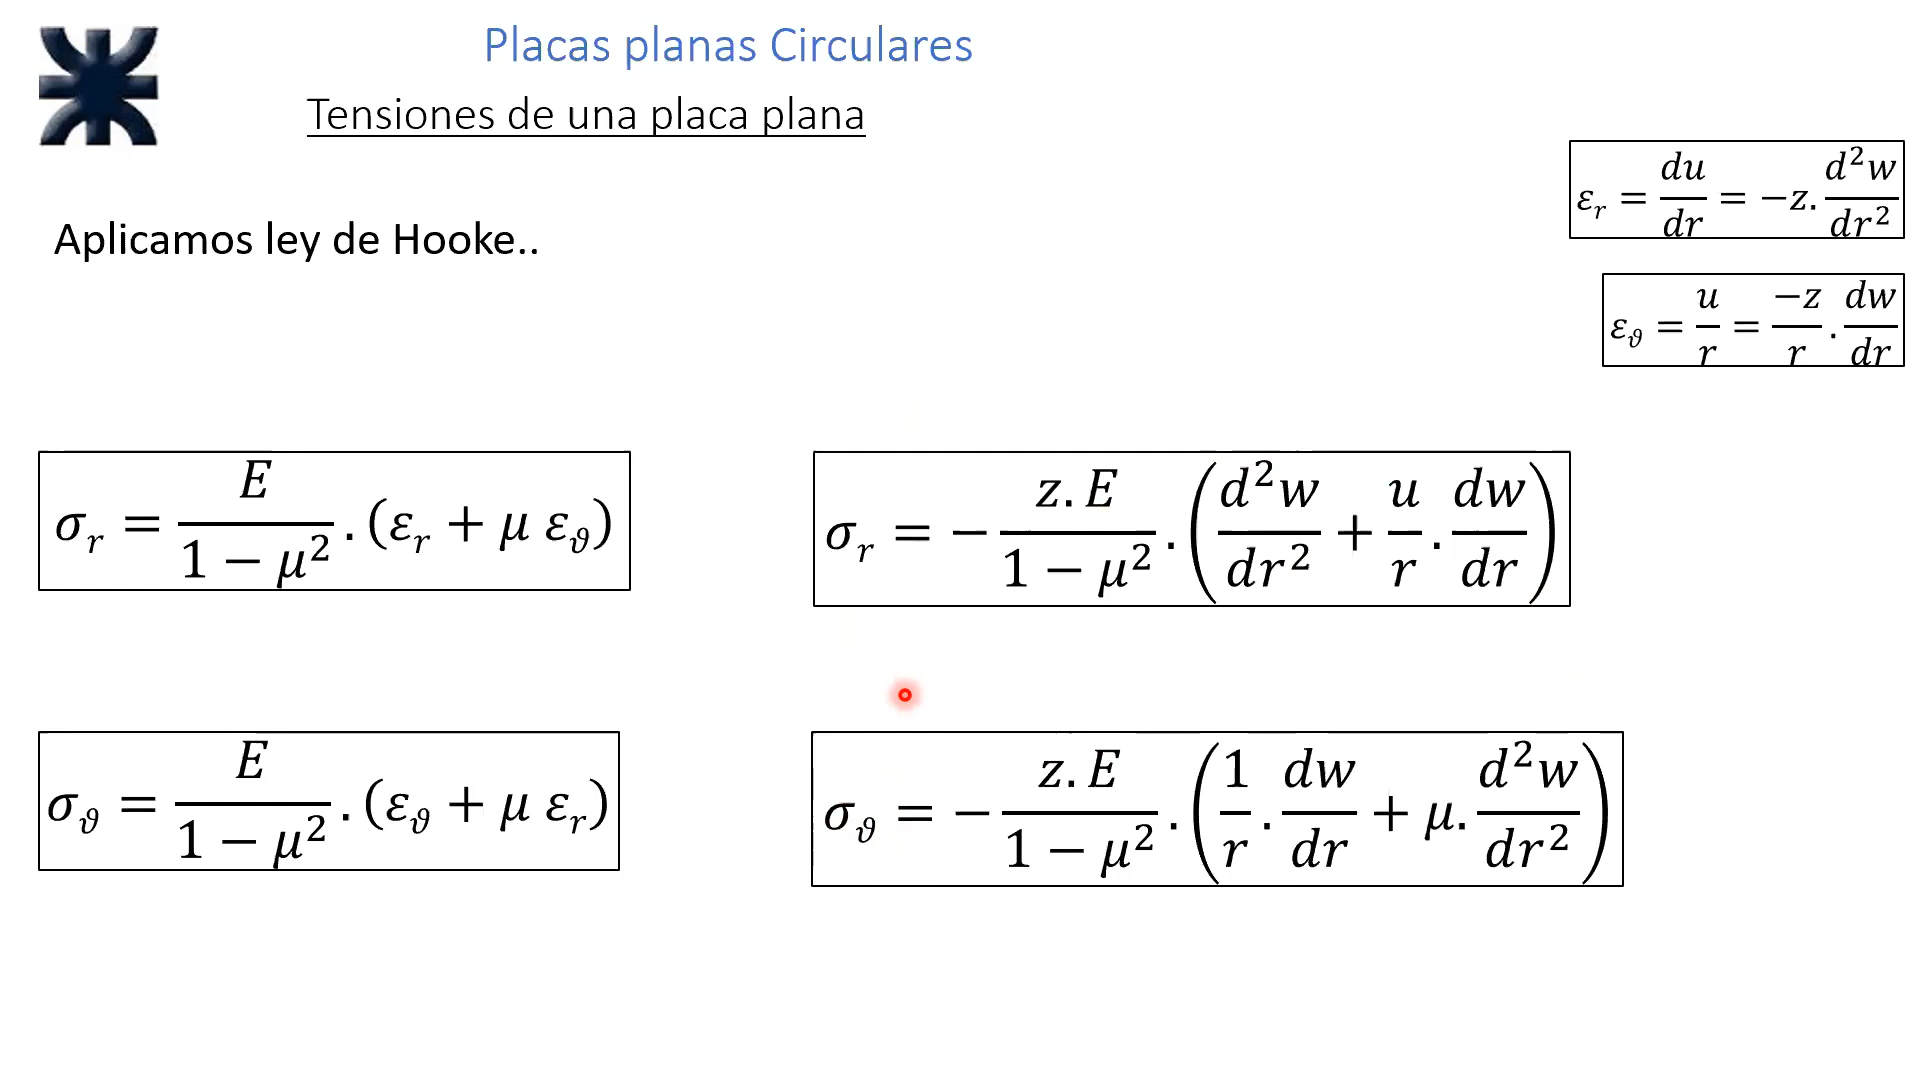 Placas planas Circulares
Tensiones de una placa plana
Aplicamos ley de Hooke..
ε_r = du/dr = −z. d²w/dr²
ε_ϑ = u/r = −z/r . dw/dr
σ_r = E/(1 − μ²) . (ε_r + μ ε_ϑ)
σ_r = − z. E/(1 − μ²) . (d²w/dr² + u/r . dw/dr)
σ_ϑ = E/(1 − μ²) . (ε_ϑ + μ ε_r)
σ_ϑ = − z. E/(1 − μ²) . (1/r . dw/dr + μ. d²w/dr²)